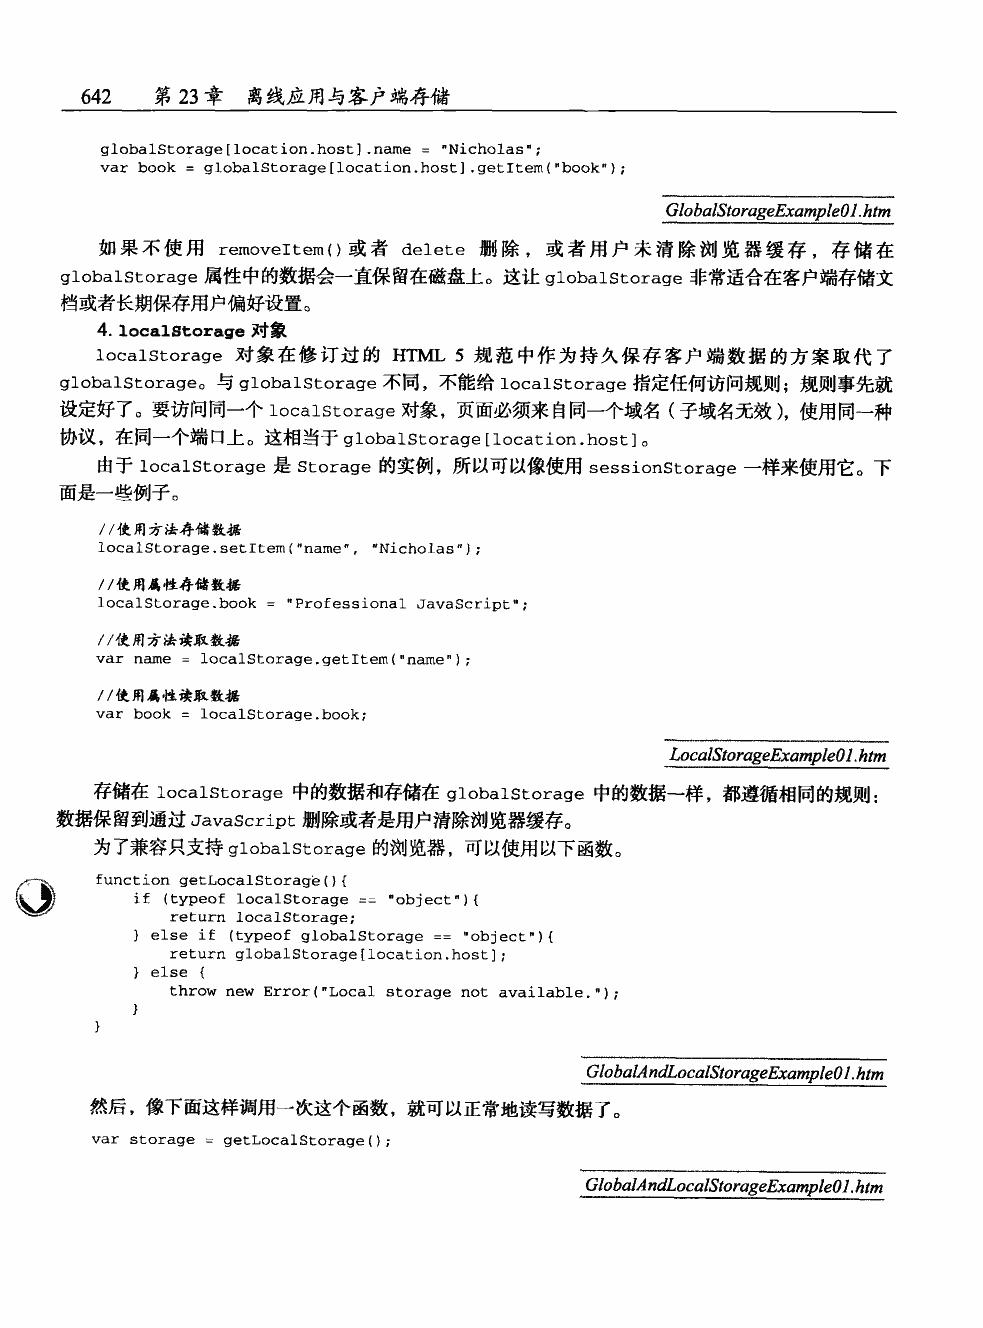 642 第 23 章 离线应用与客户端存储
globalStorage[location.host].name = "Nicholas";
var book = globalStorage[location.host].getItem("book");
GlobalStorageExample01.htm
如果不使用 removeItem()或者 delete 删除，或者用户未清除浏览器缓存，存储在
globalStorage 属性中的数据会一直保留在磁盘上。这让 globalStorage 非常适合在客户端存储文
档或者长期保存用户偏好设置。
4. localStorage 对象
localStorage 对象在修订过的 HTML 5 规范中作为持久保存客户端数据的方案取代了
globalStorage。与 globalStorage 不同，不能给 localStorage 指定任何访问规则；规则事先就
设定好了。要访问同一个 localStorage 对象，页面必须来自同一个域名（子域名无效），使用同一种
协议，在同一个端口上。这相当于 globalStorage[location.host]。
由于 localStorage 是 Storage 的实例，所以可以像使用 sessionStorage 一样来使用它。下
面是一些例子。
//使用方法存储数据
localStorage.setItem("name", "Nicholas");
//使用属性存储数据
localStorage.book = "Professional JavaScript";
//使用方法读取数据
var name = localStorage.getItem("name");
//使用属性读取数据
var book = localStorage.book;
LocalStorageExample01.htm
存储在 localStorage 中的数据和存储在 globalStorage 中的数据一样，都遵循相同的规则：
数据保留到通过 JavaScript 删除或者是用户清除浏览器缓存。
为了兼容只支持 globalStorage 的浏览器，可以使用以下函数。
function getLocalStorage(){
if (typeof localStorage == "object"){
return localStorage;
} else if (typeof globalStorage == "object"){
return globalStorage[location.host];
} else {
throw new Error("Local storage not available.");
}
}
GlobalAndLocalStorageExample01.htm
然后，像下面这样调用一次这个函数，就可以正常地读写数据了。
var storage = getLocalStorage();
GlobalAndLocalStorageExample01.htm